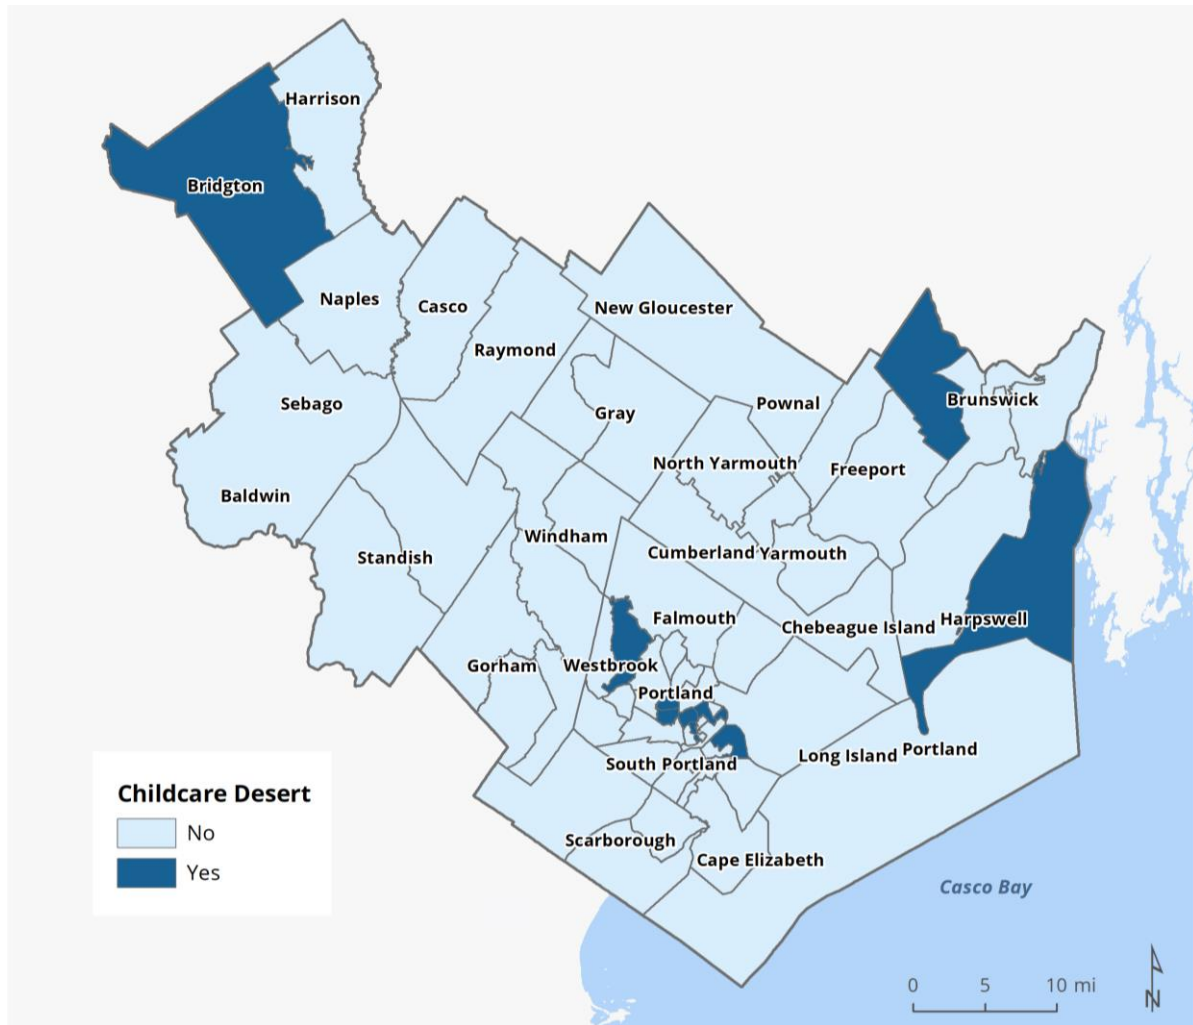 Harrison
Bridgton
Naples
Casco
New Gloucester
Raymond
Sebago
Gray
Pownal
Brunswick
North Yarmouth
Freeport
Baldwin
Windham
Standish
Cumberland
Yarmouth
Falmouth
Chebeague Island
Harpswell
Gorham
Westbrook
Portland
Long Island
Portland
South Portland
Scarborough
Cape Elizabeth
Childcare Desert
No
Yes
Casco Bay
0 5 10 mi
N